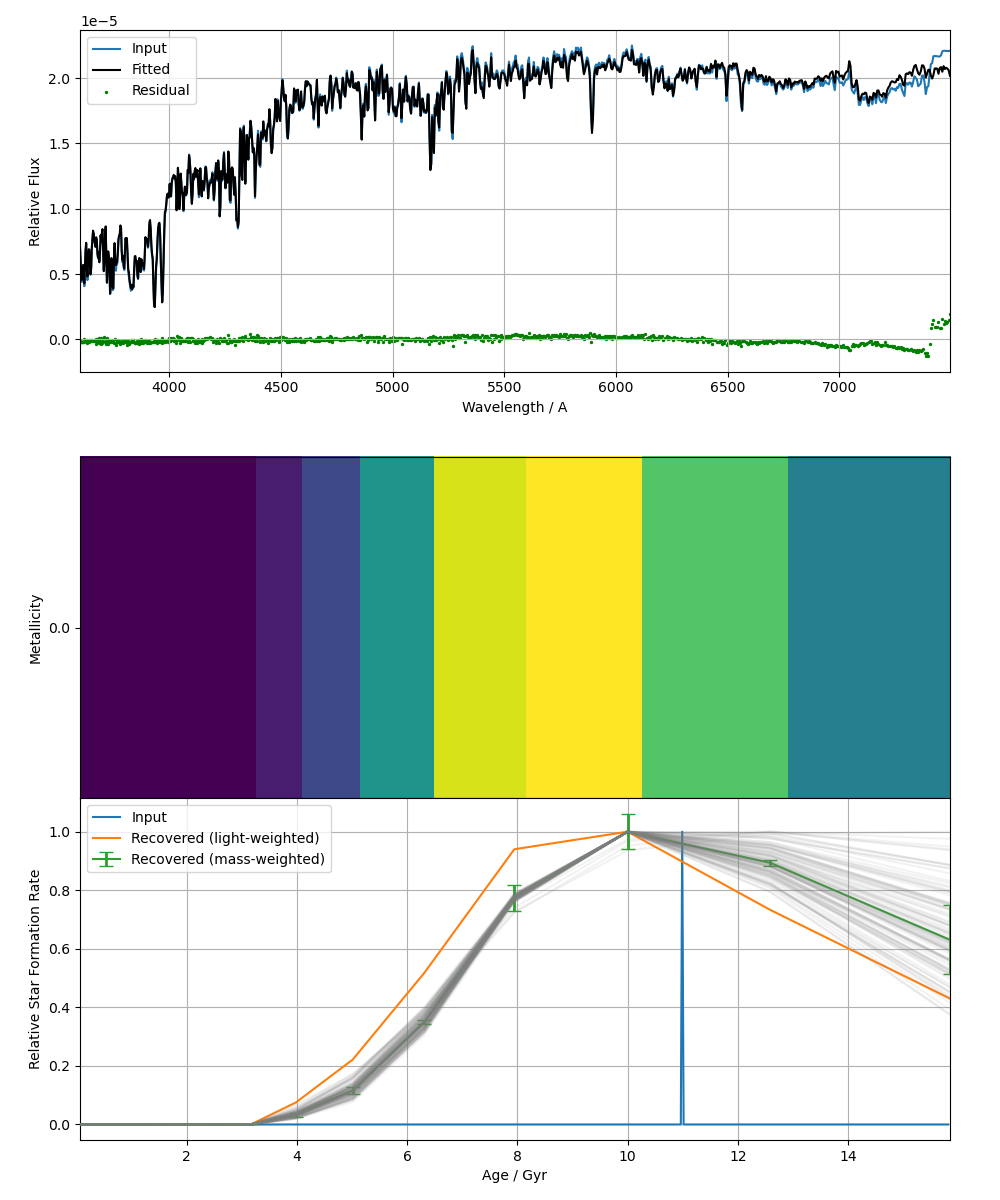 1e−5
Input
Fitted
Residual
2.0
1.5
1.0
0.5
0.0
Relative Flux
4000 4500 5000 5500 6000 6500 7000
Wavelength / A
Metallicity
0.0
Input
Recovered (light-weighted)
Recovered (mass-weighted)
1.0
0.8
0.6
0.4
0.2
0.0
Relative Star Formation Rate
2 4 6 8 10 12 14
Age / Gyr